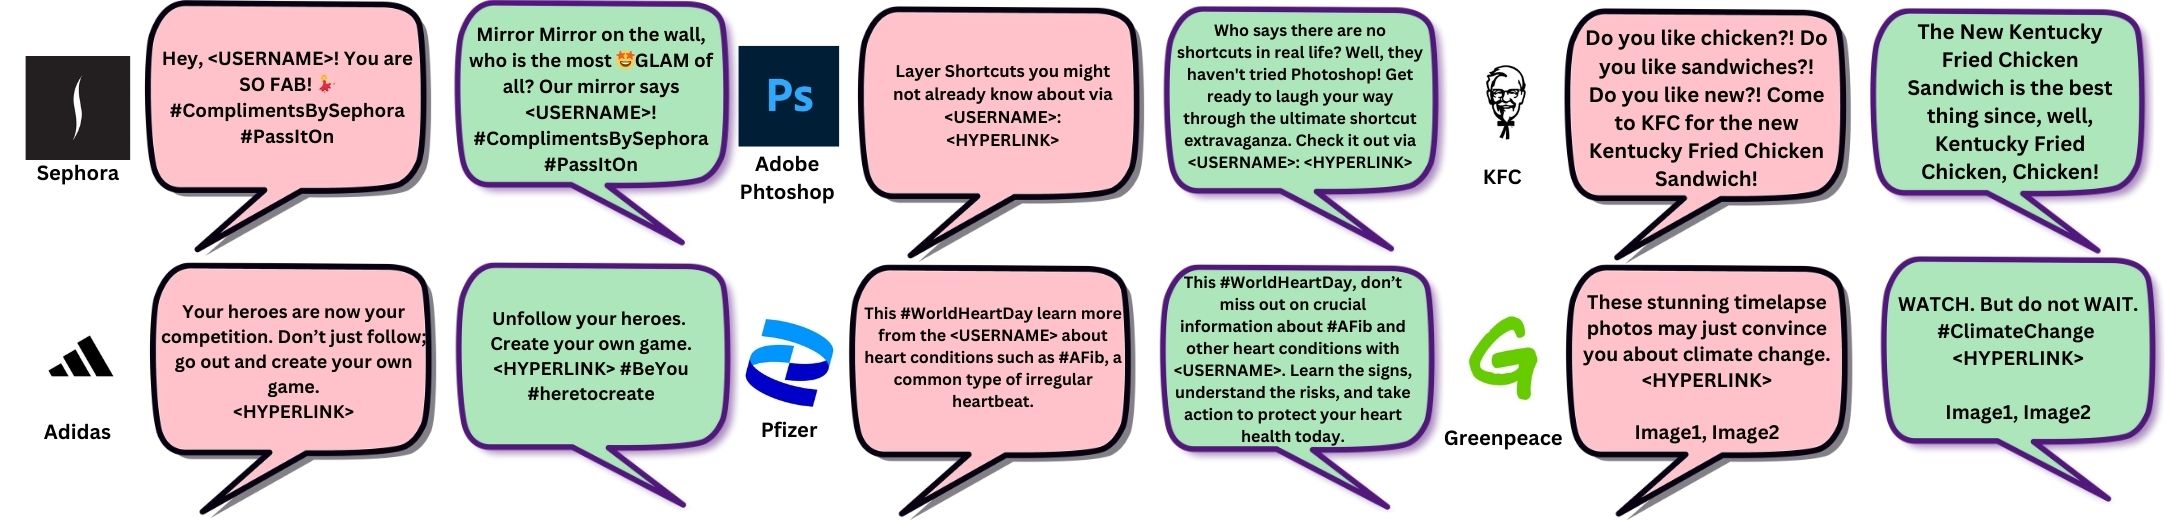 Hey, <USERNAME>! You are
SO FAB! 💃
#ComplimentsBySephora
#PassItOn
Sephora
Mirror Mirror on the wall,
who is the most 🤩GLAM of
all? Our mirror says
<USERNAME>!
#ComplimentsBySephora
#PassItOn
Ps
Adobe
Phtoshop
Layer Shortcuts you might
not already know about via
<USERNAME>:
<HYPERLINK>
Who says there are no
shortcuts in real life? Well, they
haven't tried Photoshop! Get
ready to laugh your way
through the ultimate shortcut
extravaganza. Check it out via
<USERNAME>: <HYPERLINK>
KFC
Do you like chicken?! Do
you like sandwiches?!
Do you like new?! Come
to KFC for the new
Kentucky Fried Chicken
Sandwich!
The New Kentucky
Fried Chicken
Sandwich is the best
thing since, well,
Kentucky Fried
Chicken, Chicken!
Adidas
Your heroes are now your
competition. Don’t just follow;
go out and create your own
game.
<HYPERLINK>
Unfollow your heroes.
Create your own game.
<HYPERLINK> #BeYou
#heretocreate
Pfizer
This #WorldHeartDay learn more
from the <USERNAME> about
heart conditions such as #AFib, a
common type of irregular
heartbeat.
This #WorldHeartDay, don’t
miss out on crucial
information about #AFib and
other heart conditions with
<USERNAME>. Learn the signs,
understand the risks, and take
action to protect your heart
health today.
G
Greenpeace
These stunning timelapse
photos may just convince
you about climate change.
<HYPERLINK>
Image1, Image2
WATCH. But do not WAIT.
#ClimateChange
<HYPERLINK>
Image1, Image2